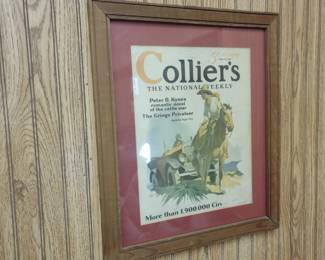 Collier's
THE NATIONAL WEEKLY
Peter B. Kyne's
romantic novel
of the cattle war
The Gringo Privateer
More than 1,900,000 Circ